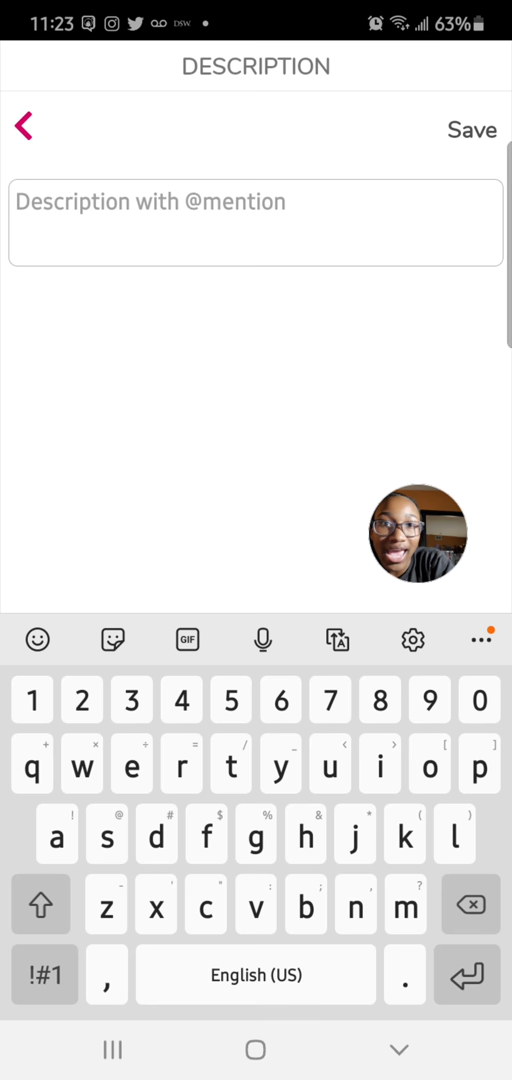 11:23 DSW 63%
DESCRIPTION
Save
Description with @mention
GIF A
1 2 3 4 5 6 7 8 9 0
+ × ÷ = / _ < > [ ]
q w e r t y u i o p
! @ # $ % & * ( )
a s d f g h j k l
- ' " : ; , ?
z x c v b n m
!#1 , English (US) .